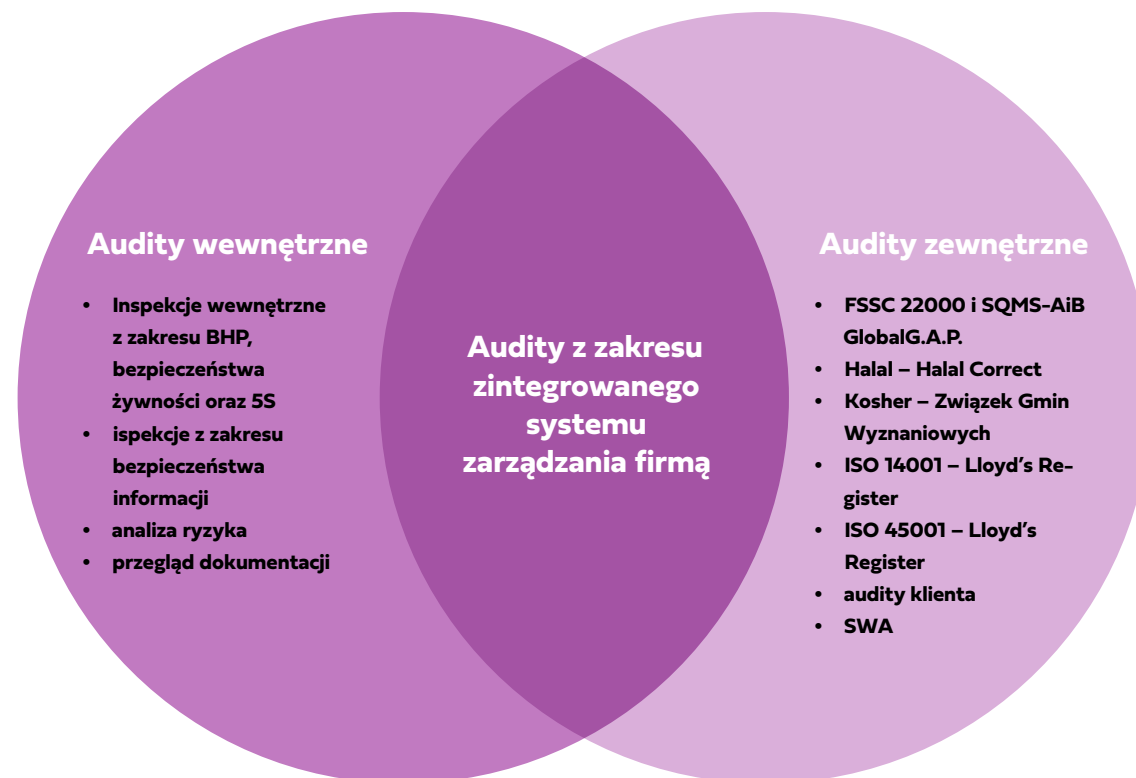 Audity wewnętrzne
• Inspekcje wewnętrzne
z zakresu BHP,
bezpieczeństwa
żywności oraz 5S
• ispekcje z zakresu
bezpieczeństwa
informacji
• analiza ryzyka
• przegląd dokumentacji
Audity z zakresu
zintegrowanego
systemu
zarządzania firmą
Audity zewnętrzne
• FSSC 22000 i SQMS-AiB
GlobalG.A.P.
• Halal – Halal Correct
• Kosher – Związek Gmin
Wyznaniowych
• ISO 14001 – Lloyd’s Re-
gister
• ISO 45001 – Lloyd’s
Register
• audity klienta
• SWA